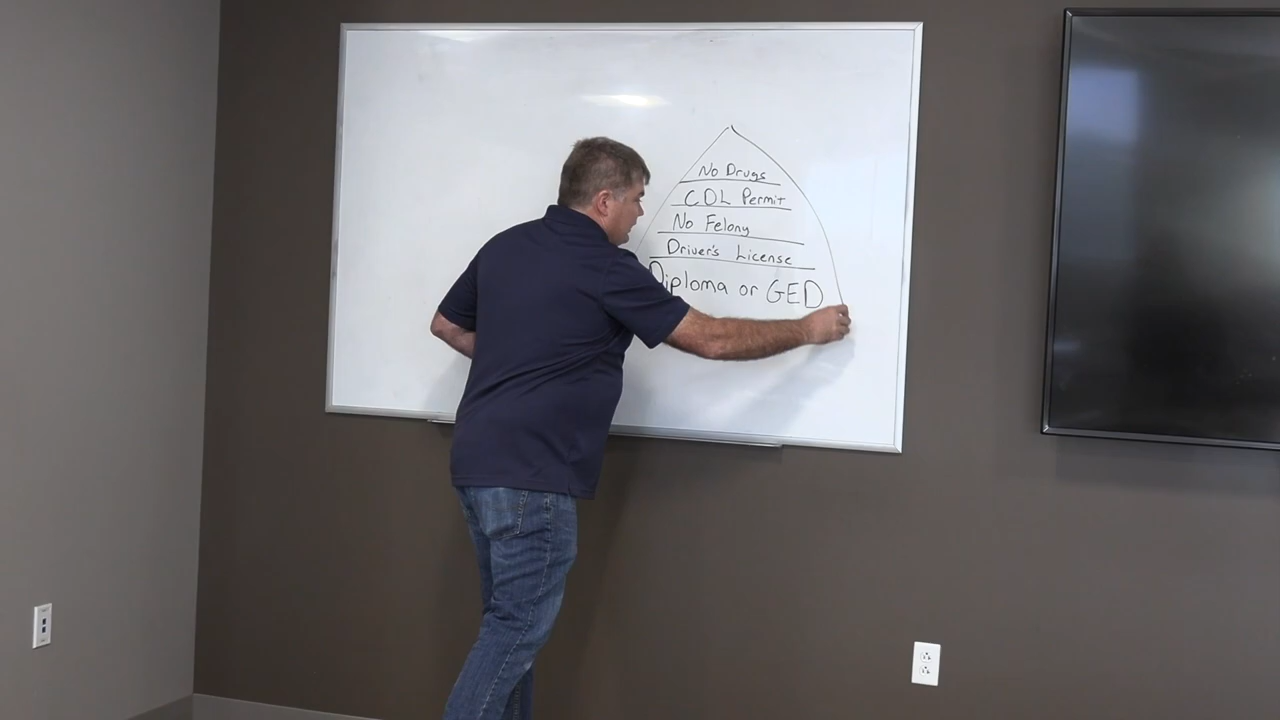 No Drugs
CDL Permit
No Felony
Driver's License
Diploma or GED